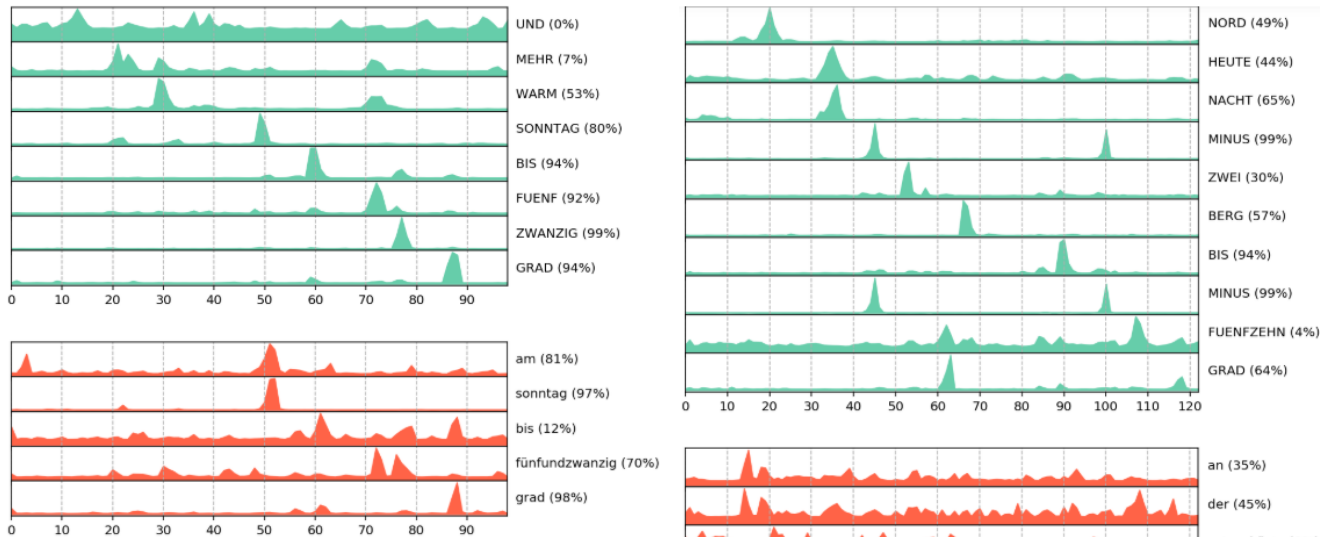 UND (0%)
MEHR (7%)
WARM (53%)
SONNTAG (80%)
BIS (94%)
FUENF (92%)
ZWANZIG (99%)
GRAD (94%)
0 10 20 30 40 50 60 70 80 90
am (81%)
sonntag (97%)
bis (12%)
fünfundzwanzig (70%)
grad (98%)
0 10 20 30 40 50 60 70 80 90
NORD (49%)
HEUTE (44%)
NACHT (65%)
MINUS (99%)
ZWEI (30%)
BERG (57%)
BIS (94%)
MINUS (99%)
FUENFZEHN (4%)
GRAD (64%)
0 10 20 30 40 50 60 70 80 90 100 110 120
an (35%)
der (45%)